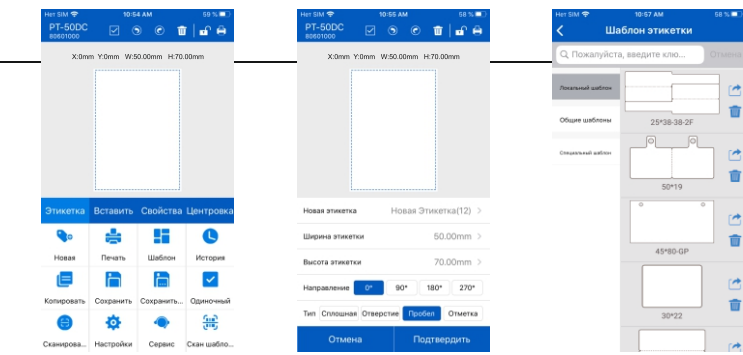 Нет SIM 10:54 AM 59 %
PT-50DC
80601000
X:0mm Y:0mm W:50.00mm H:70.00mm
Этикетка Вставить Свойства Центровка
Новая Печать Шаблон История
Копировать Сохранить Сохранить... Одиночный
Сканирова... Настройки Сервис Скан шабло...
Нет SIM 10:55 AM 58 %
PT-50DC
80601000
X:0mm Y:0mm W:50.00mm H:70.00mm
Новая этикетка Новая Этикетка(12) >
Ширина этикетки 50.00mm >
Высота этикетки 70.00mm >
Направление 0° 90° 180° 270°
Тип Сплошная Отверстие Пробел Отметка
Отмена Подтвердить
Нет SIM 10:57 AM 58 %
Шаблон этикетки
Пожалуйста, введите клю... Отмена
Локальный шаблон
Общие шаблоны
Специальный шаблон
25*38-38-2F
50*19
45*80-GP
30*22